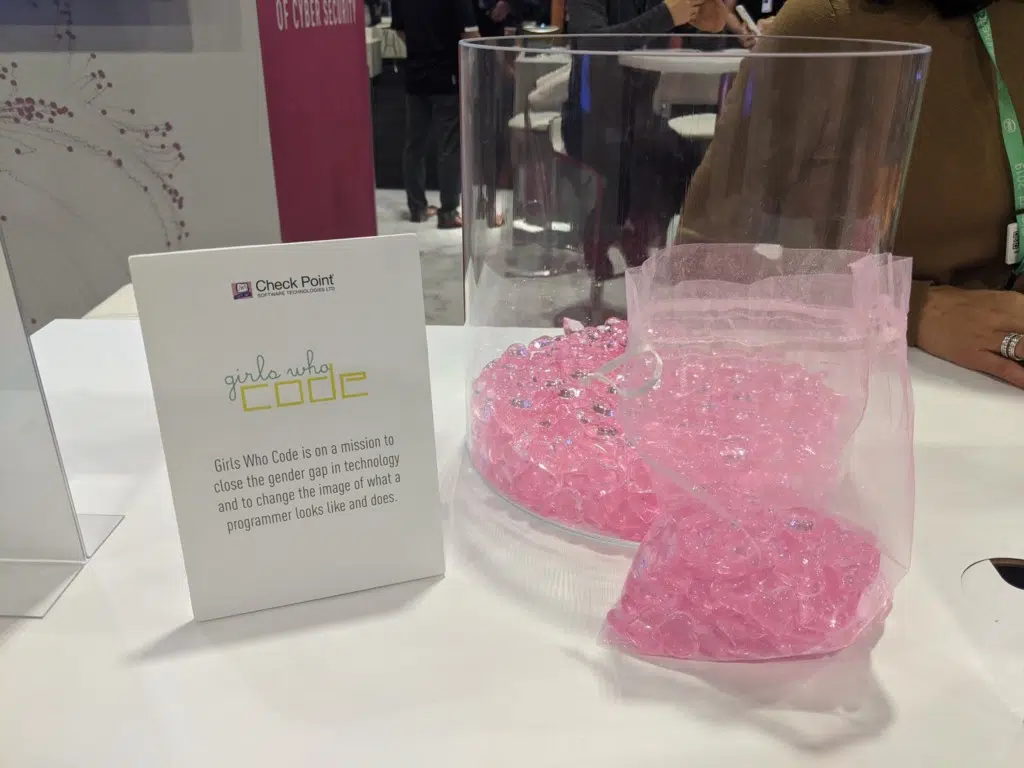 OF CYBER SECURITY
Check Point
SOFTWARE TECHNOLOGIES LTD
girls who
code
Girls Who Code is on a mission to
close the gender gap in technology
and to change the image of what a
programmer looks like and does.